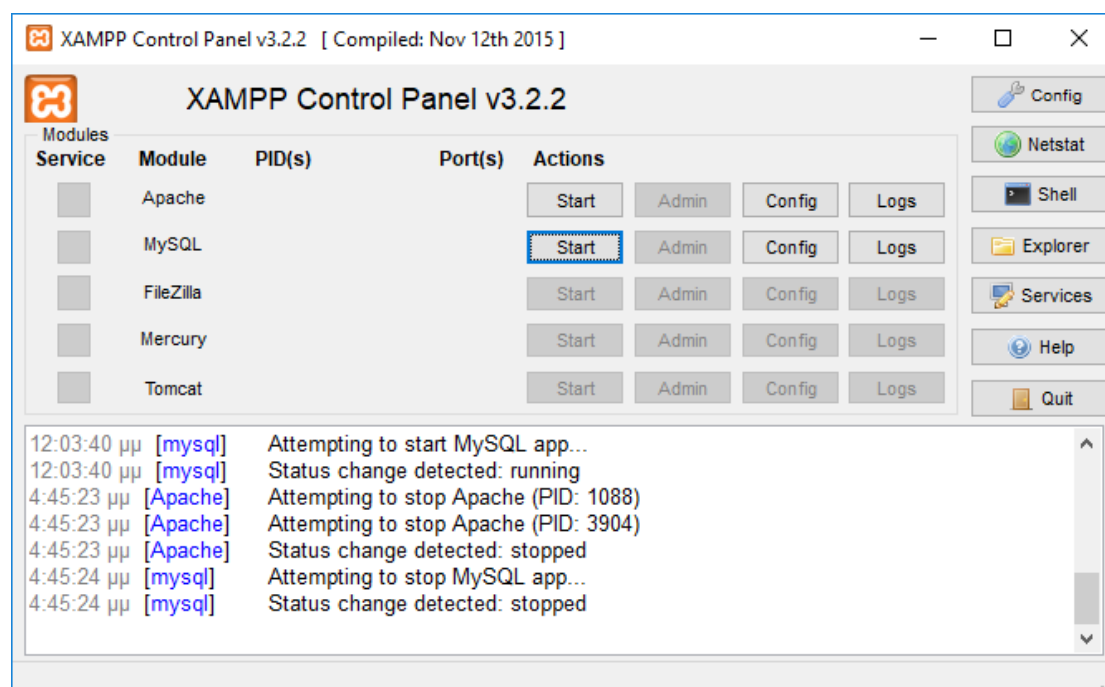 XAMPP Control Panel v3.2.2 [ Compiled: Nov 12th 2015 ]
XAMPP Control Panel v3.2.2
Config
Netstat
Shell
Explorer
Services
Help
Quit
Modules
Service Module PID(s) Port(s) Actions
Apache Start Admin Config Logs
MySQL Start Admin Config Logs
FileZilla Start Admin Config Logs
Mercury Start Admin Config Logs
Tomcat Start Admin Config Logs
12:03:40 μμ [mysql] Attempting to start MySQL app...
12:03:40 μμ [mysql] Status change detected: running
4:45:23 μμ [Apache] Attempting to stop Apache (PID: 1088)
4:45:23 μμ [Apache] Attempting to stop Apache (PID: 3904)
4:45:23 μμ [Apache] Status change detected: stopped
4:45:24 μμ [mysql] Attempting to stop MySQL app...
4:45:24 μμ [mysql] Status change detected: stopped